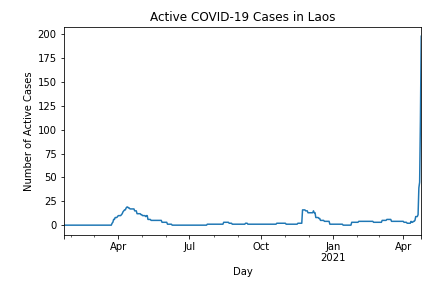 Active COVID-19 Cases in Laos
Number of Active Cases
200
175
150
125
100
75
50
25
0
Apr
Jul
Oct
Jan
2021
Apr
Day